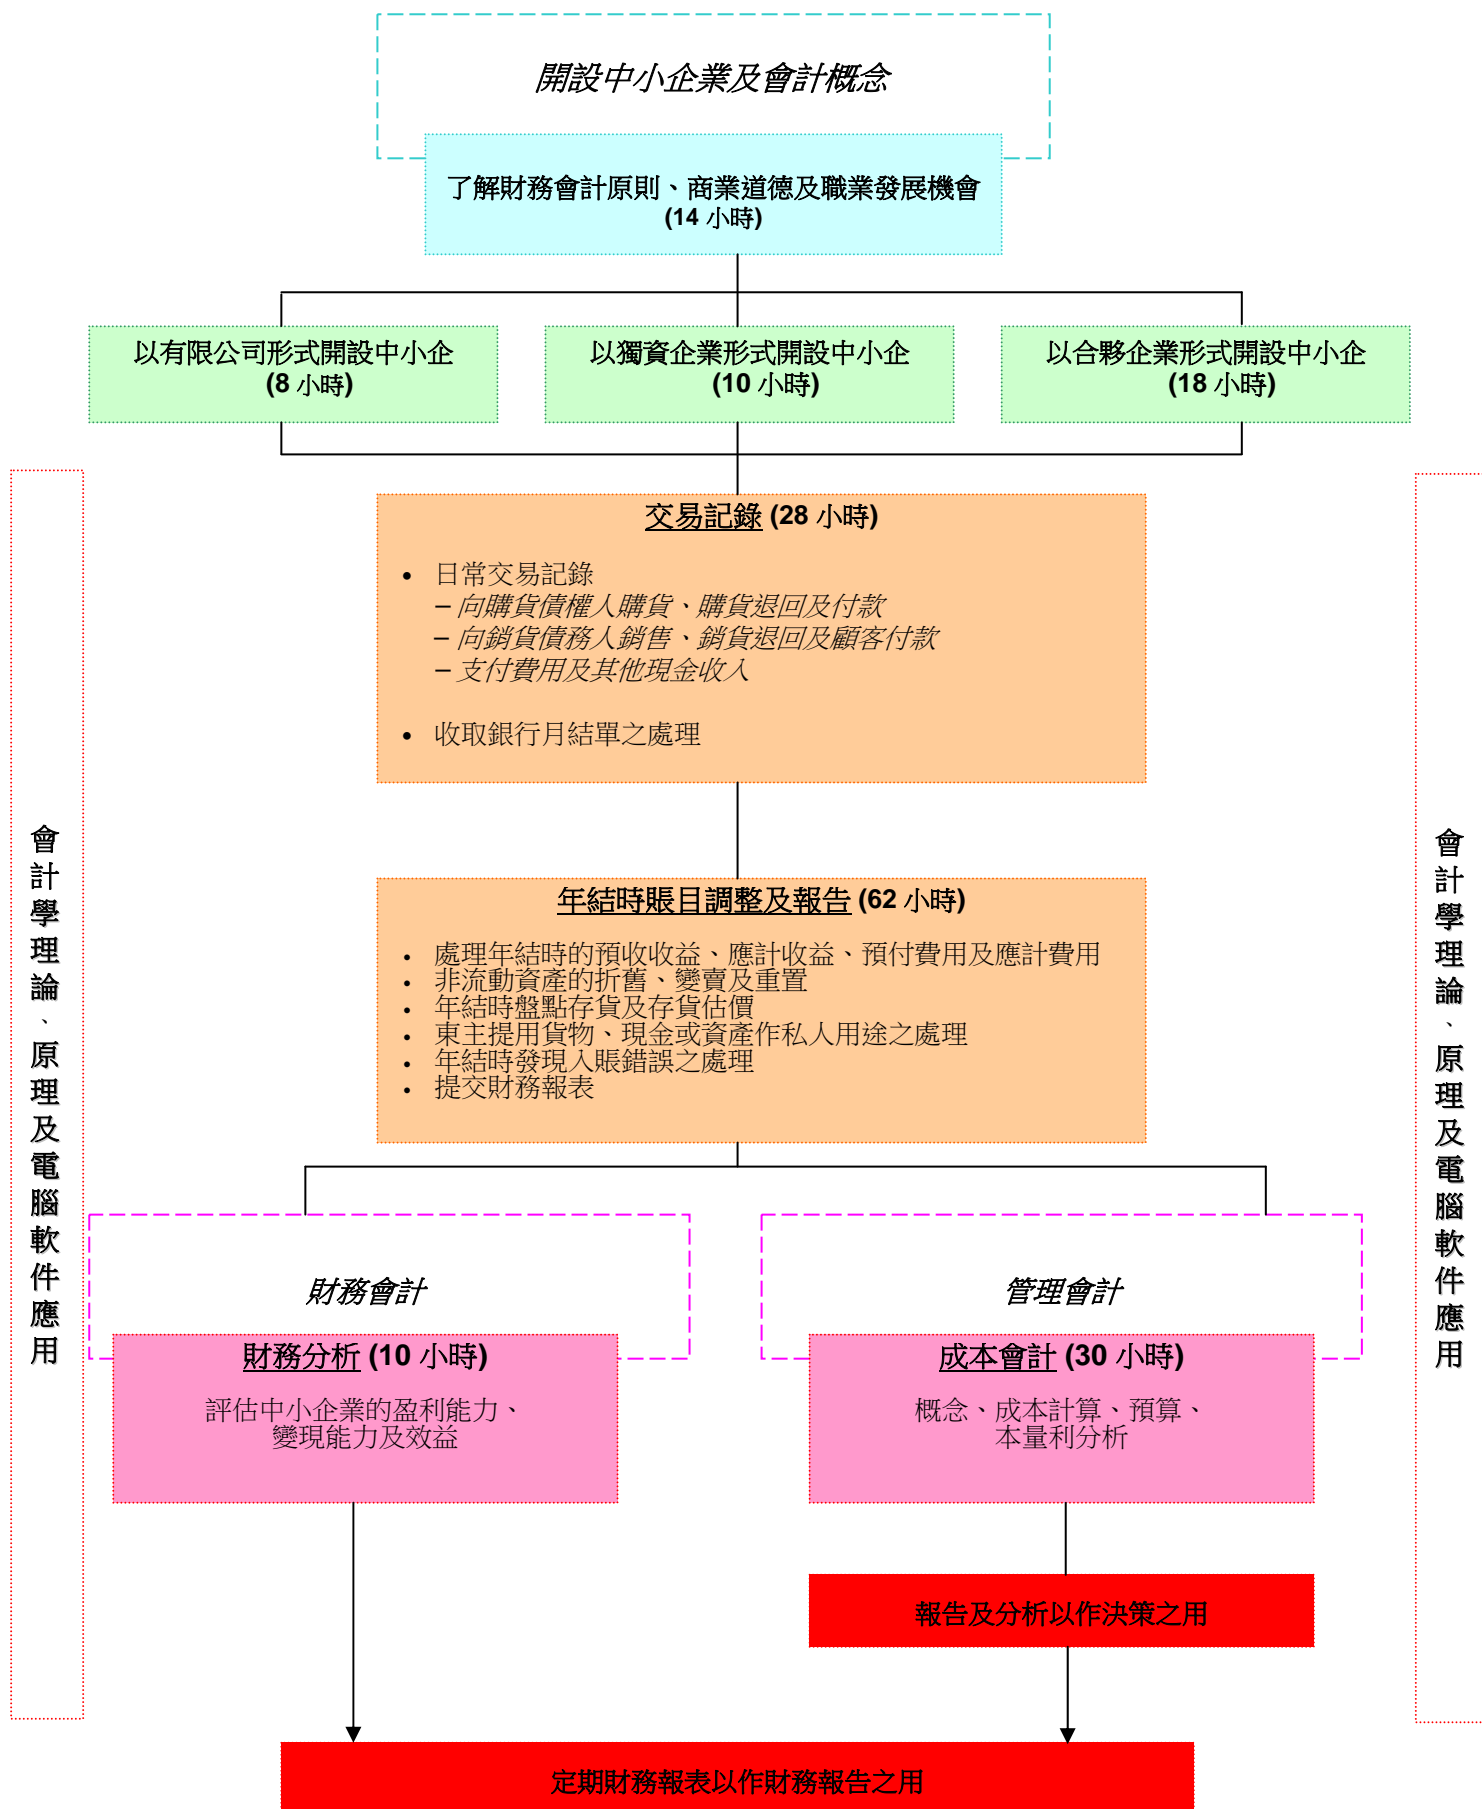 開設中小企業及會計概念
了解財務會計原則、商業道德及職業發展機會
(14 小時)
以有限公司形式開設中小企
(8 小時)
以獨資企業形式開設中小企
(10 小時)
以合夥企業形式開設中小企
(18 小時)
交易記錄 (28 小時)
• 日常交易記錄
– 向購貨債權人購貨、購貨退回及付款
– 向銷貨債務人銷售、銷貨退回及顧客付款
– 支付費用及其他現金收入
• 收取銀行月結單之處理
年結時賬目調整及報告 (62 小時)
• 處理年結時的預收收益、應計收益、預付費用及應計費用
• 非流動資產的折舊、變賣及重置
• 年結時盤點存貨及存貨估價
• 東主提用貨物、現金或資產作私人用途之處理
• 年結時發現入賬錯誤之處理
• 提交財務報表
會計學理論、原理及電腦軟件應用
會計學理論、原理及電腦軟件應用
財務會計
財務分析 (10 小時)
評估中小企業的盈利能力、
變現能力及效益
管理會計
成本會計 (30 小時)
概念、成本計算、預算、
本量利分析
報告及分析以作決策之用
定期財務報表以作財務報告之用